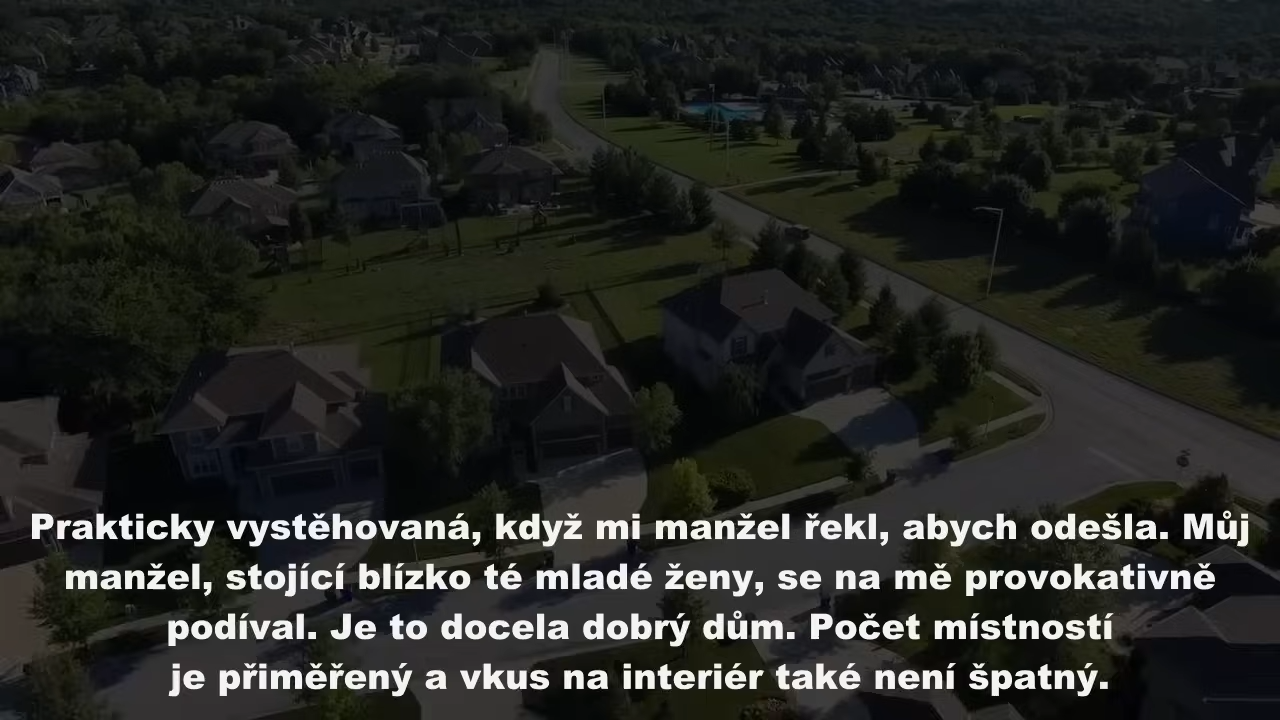 Prakticky vystěhovaná, když mi manžel řekl, abych odešla. Můj
manžel, stojící blízko té mladé ženy, se na mě provokativně
podíval. Je to docela dobrý dům. Počet místností
je přiměřený a vkus na interiér také není špatný.